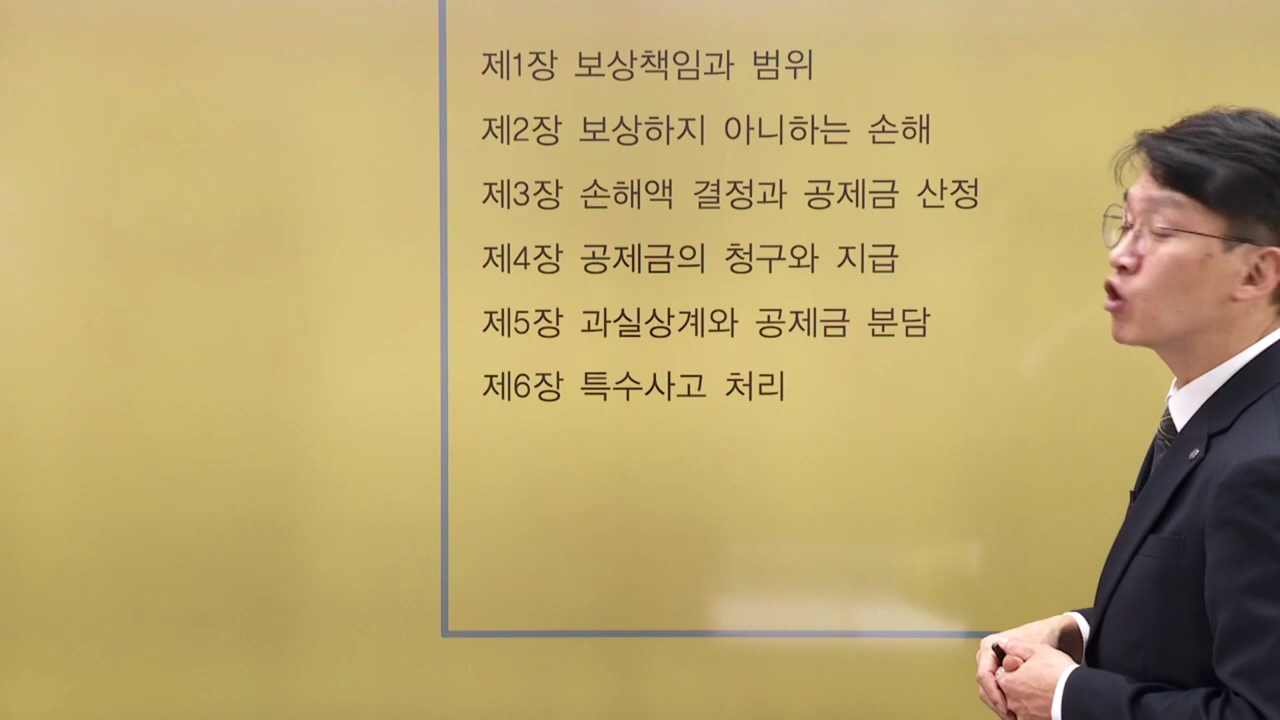 제1장 보상책임과 범위
제2장 보상하지 아니하는 손해
제3장 손해액 결정과 공제금 산정
제4장 공제금의 청구와 지급
제5장 과실상계와 공제금 분담
제6장 특수사고 처리